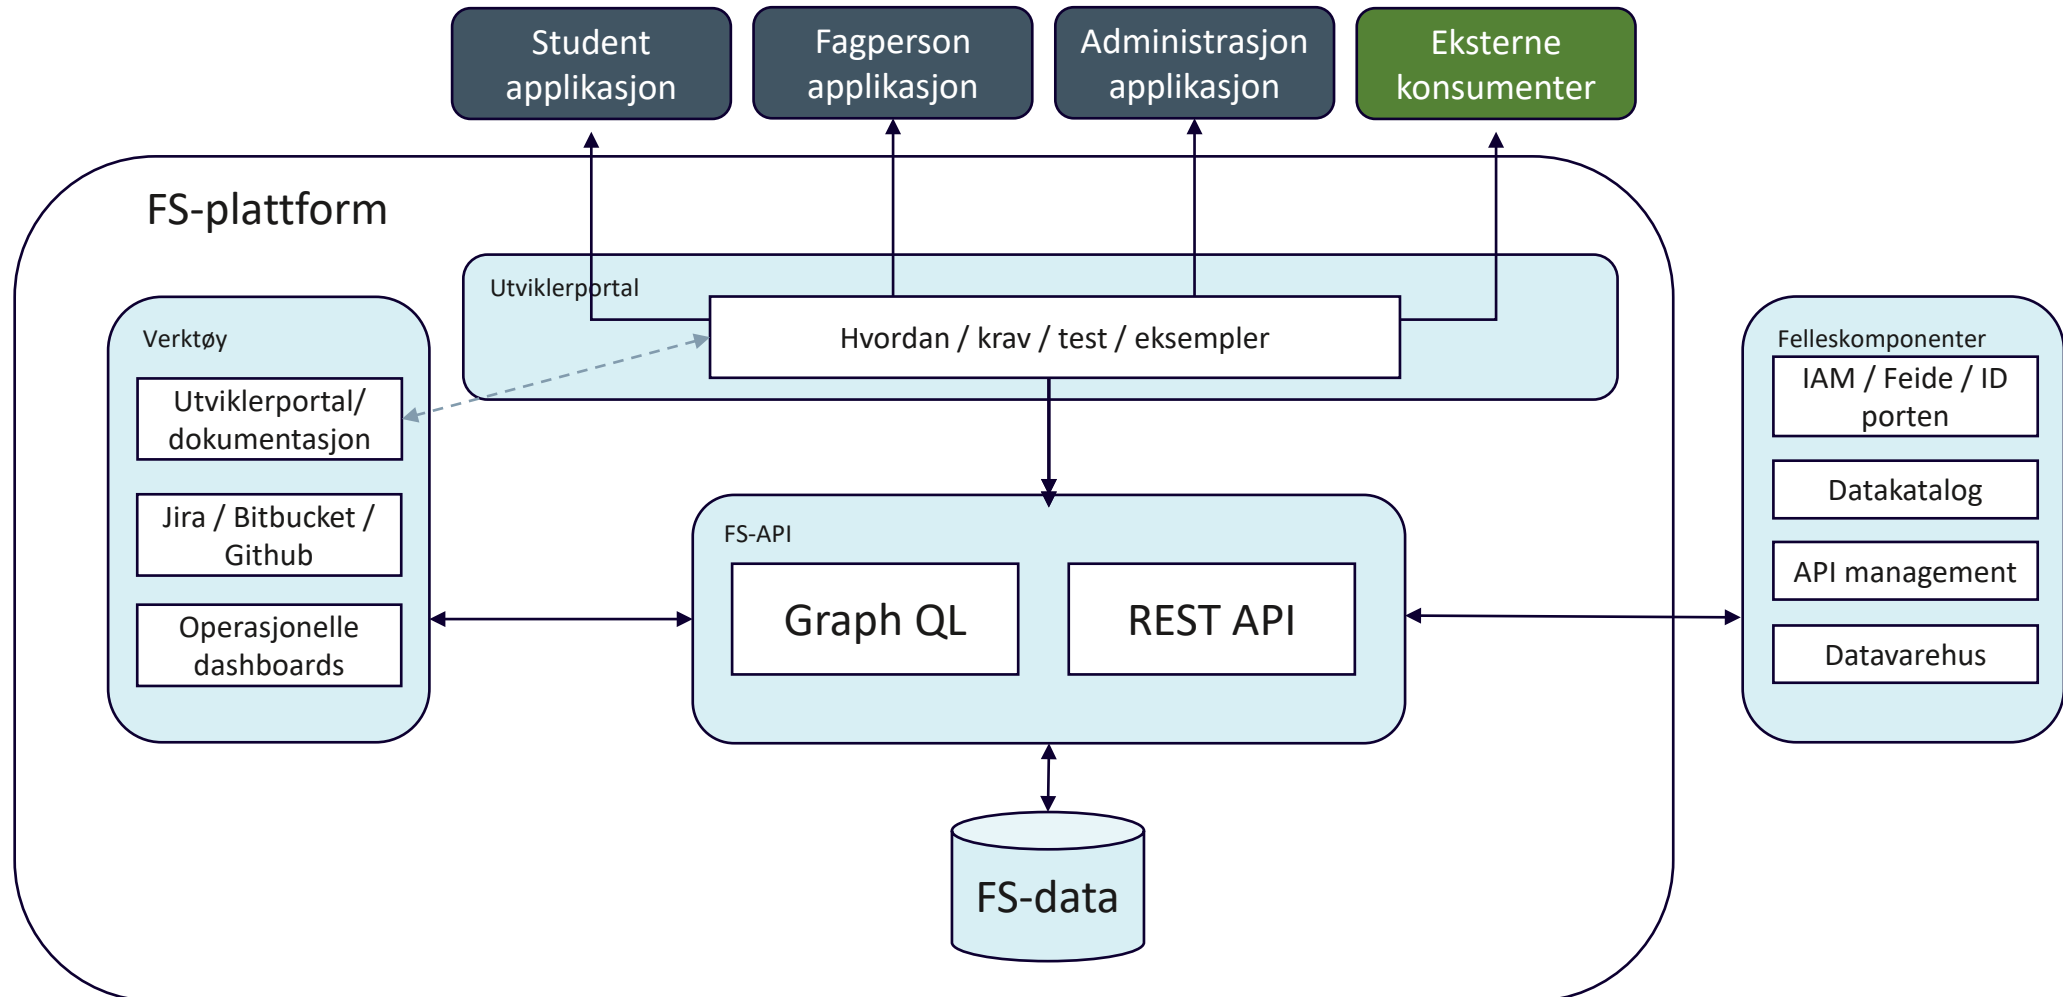 Student
applikasjon
Fagperson
applikasjon
Administrasjon
applikasjon
Eksterne
konsumenter
FS-plattform
Utviklerportal
Hvordan / krav / test / eksempler
Verktøy
Utviklerportal/
dokumentasjon
Jira / Bitbucket /
Github
Operasjonelle
dashboards
FS-API
Graph QL
REST API
FS-data
Felleskomponenter
IAM / Feide / ID
porten
Datakatalog
API management
Datavarehus